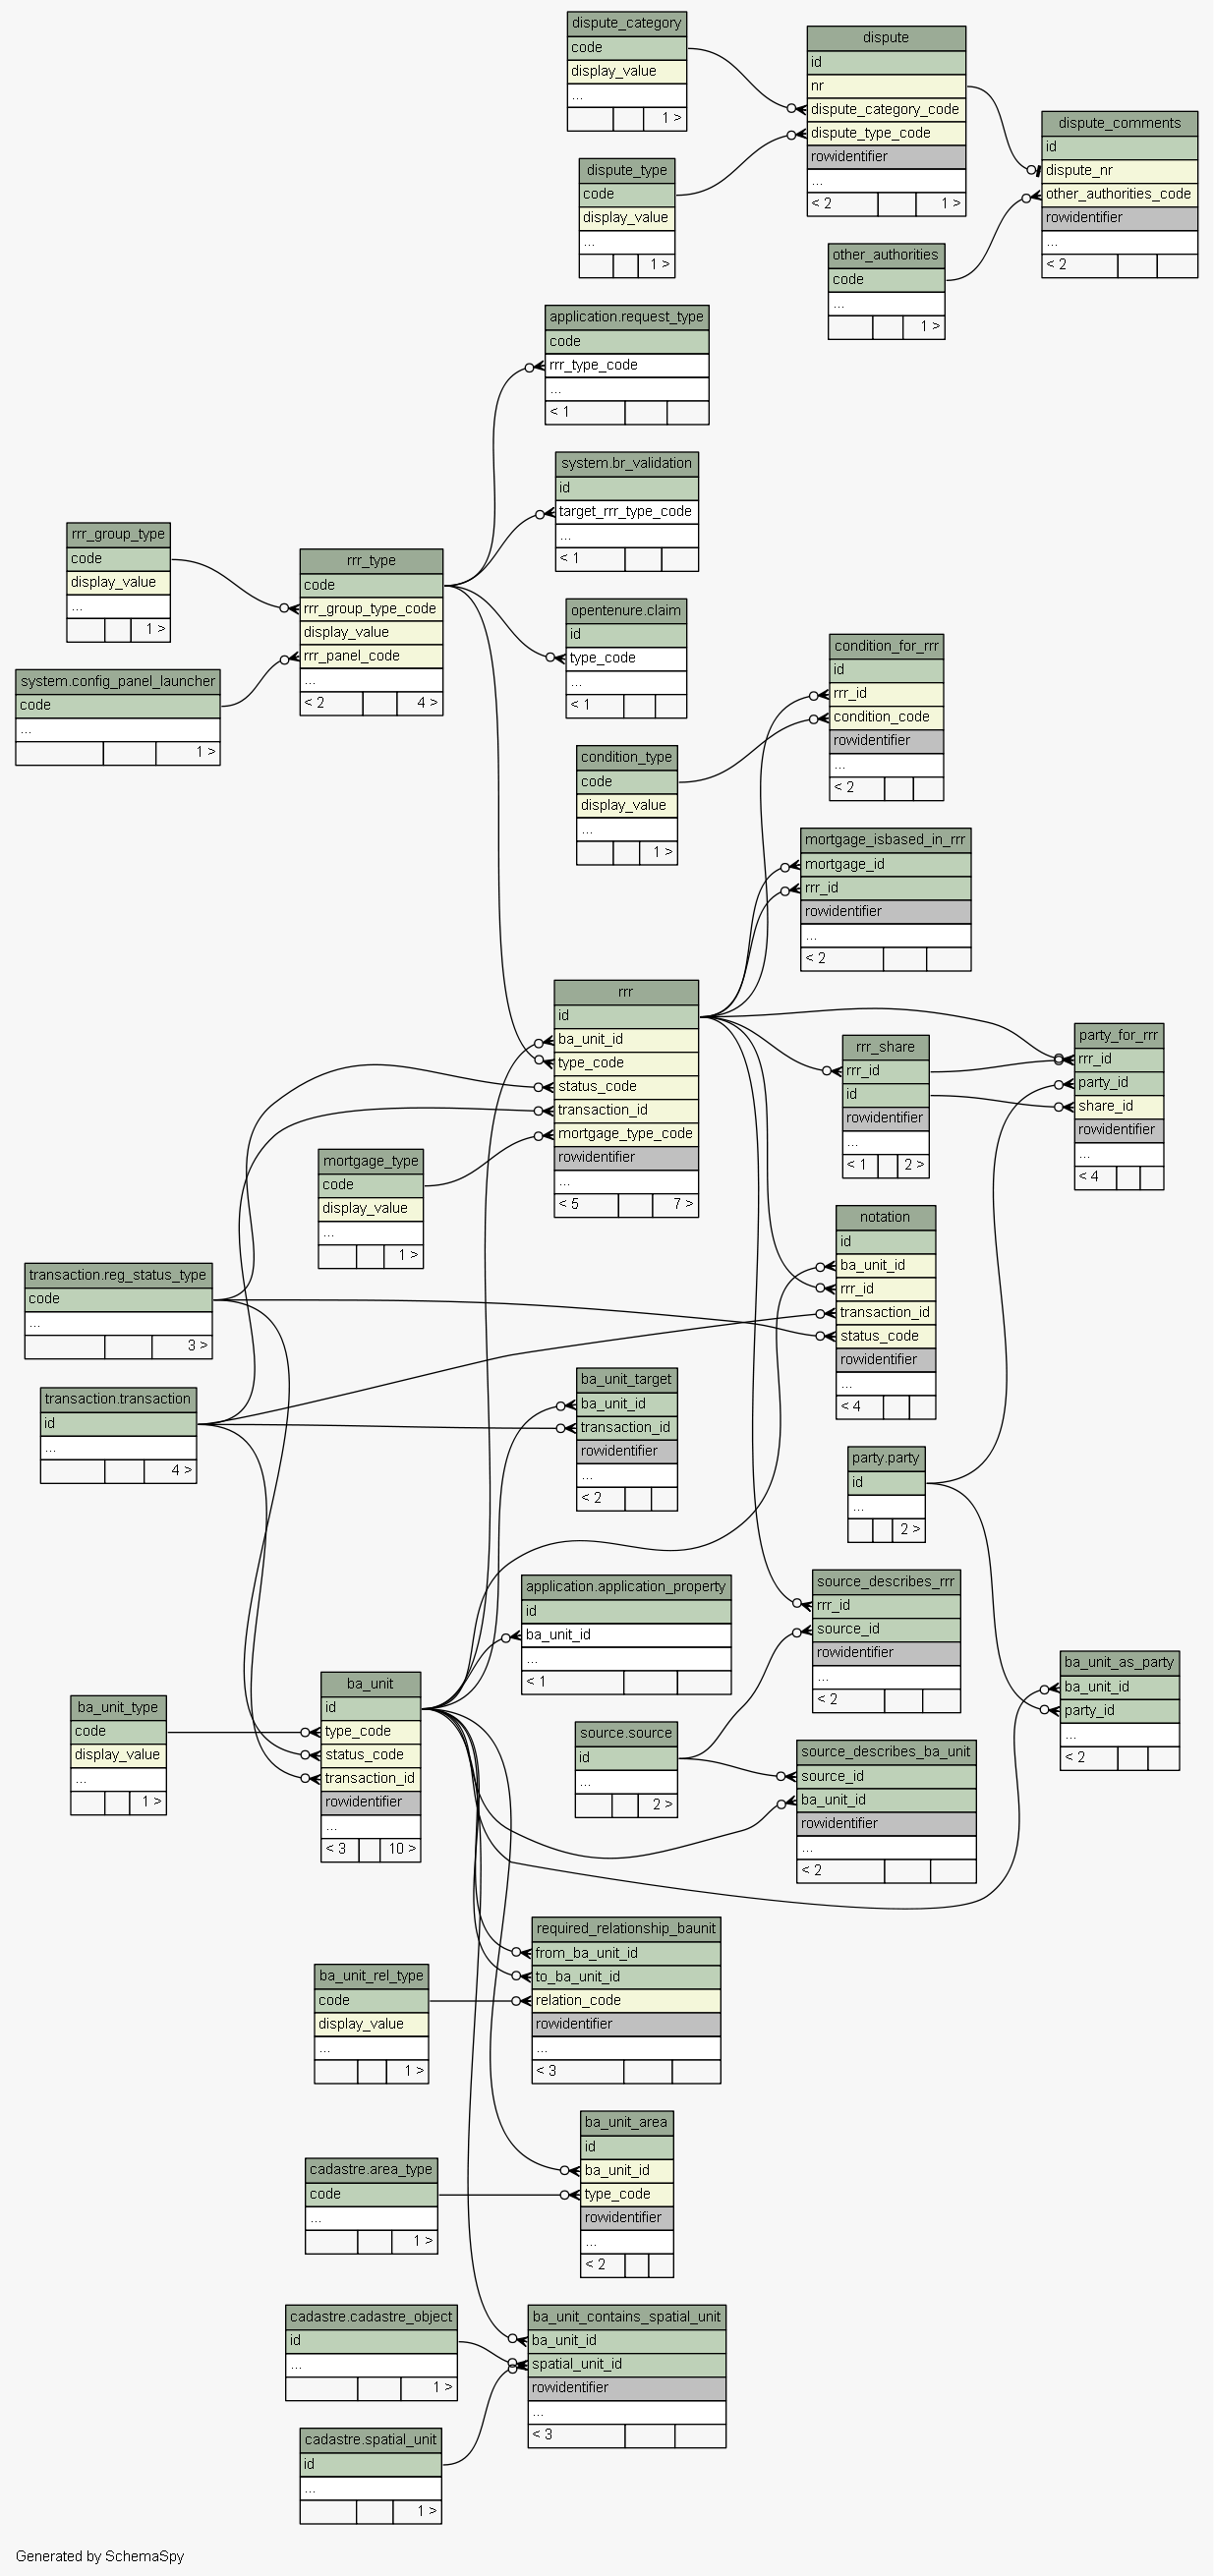 dispute_category
code
display_value
...
1 >
dispute
id
nr
dispute_category_code
dispute_type_code
rowidentifier
...
< 2 1 >
dispute_comments
id
dispute_nr
other_authorities_code
rowidentifier
...
< 2
dispute_type
code
display_value
...
1 >
other_authorities
code
...
1 >
application.request_type
code
rrr_type_code
...
< 1
system.br_validation
id
target_rrr_type_code
...
< 1
rrr_group_type
code
display_value
...
1 >
rrr_type
code
rrr_group_type_code
display_value
rrr_panel_code
...
< 2 4 >
opentenure.claim
id
type_code
...
< 1
system.config_panel_launcher
code
...
1 >
condition_for_rrr
id
rrr_id
condition_code
rowidentifier
...
< 2
condition_type
code
display_value
...
1 >
mortgage_isbased_in_rrr
mortgage_id
rrr_id
rowidentifier
...
< 2
rrr
id
ba_unit_id
type_code
status_code
transaction_id
mortgage_type_code
rowidentifier
...
< 5 7 >
rrr_share
rrr_id
id
rowidentifier
...
< 1 2 >
party_for_rrr
rrr_id
party_id
share_id
rowidentifier
...
< 4
mortgage_type
code
display_value
...
1 >
notation
id
ba_unit_id
rrr_id
transaction_id
status_code
rowidentifier
...
< 4
transaction.reg_status_type
code
...
3 >
transaction.transaction
id
...
4 >
ba_unit_target
ba_unit_id
transaction_id
rowidentifier
...
< 2
party.party
id
...
2 >
application.application_property
id
ba_unit_id
...
< 1
source_describes_rrr
rrr_id
source_id
rowidentifier
...
< 2
ba_unit_as_party
ba_unit_id
party_id
...
< 2
ba_unit_type
code
display_value
...
1 >
ba_unit
id
type_code
status_code
transaction_id
rowidentifier
...
< 3 10 >
source.source
id
...
2 >
source_describes_ba_unit
source_id
ba_unit_id
rowidentifier
...
< 2
required_relationship_baunit
from_ba_unit_id
to_ba_unit_id
relation_code
rowidentifier
...
< 3
ba_unit_rel_type
code
display_value
...
1 >
ba_unit_area
id
ba_unit_id
type_code
rowidentifier
...
< 2
cadastre.area_type
code
...
1 >
cadastre.cadastre_object
id
...
1 >
ba_unit_contains_spatial_unit
ba_unit_id
spatial_unit_id
rowidentifier
...
< 3
cadastre.spatial_unit
id
...
1 >
Generated by SchemaSpy